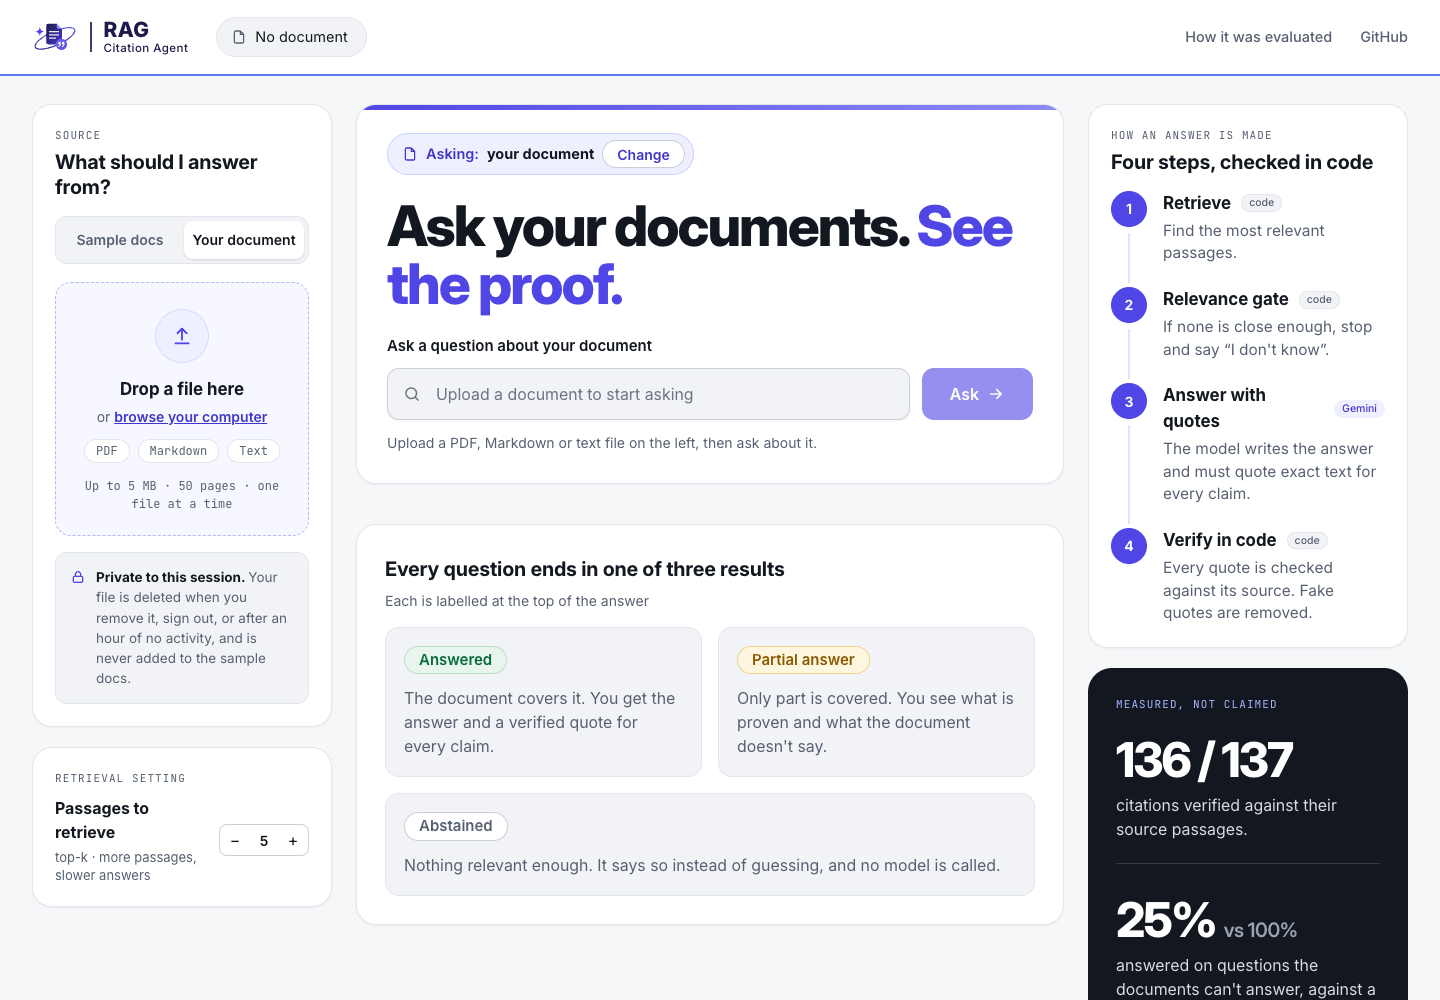 RAG
Citation Agent
No document
How it was evaluated
GitHub
SOURCE
What should I answer
from?
Sample docs
Your document
Drop a file here
or browse your computer
PDF
Markdown
Text
Up to 5 MB · 50 pages · one
file at a time
Private to this session. Your
file is deleted when you
remove it, sign out, or after an
hour of no activity, and is
never added to the sample
docs.
RETRIEVAL SETTING
Passages to
retrieve
top-k · more passages,
slower answers
− 5 +
Asking: your document Change
Ask your documents. See
the proof.
Ask a question about your document
Upload a document to start asking
Ask →
Upload a PDF, Markdown or text file on the left, then ask about it.
Every question ends in one of three results
Each is labelled at the top of the answer
Answered
The document covers it. You get the
answer and a verified quote for
every claim.
Partial answer
Only part is covered. You see what is
proven and what the document
doesn't say.
Abstained
Nothing relevant enough. It says so instead of guessing, and no model is called.
HOW AN ANSWER IS MADE
Four steps, checked in code
1
Retrieve code
Find the most relevant
passages.
2
Relevance gate code
If none is close enough, stop
and say “I don't know”.
3
Answer with
quotes
Gemini
The model writes the answer
and must quote exact text for
every claim.
4
Verify in code code
Every quote is checked
against its source. Fake
quotes are removed.
MEASURED, NOT CLAIMED
136 / 137
citations verified against their
source passages.
25% vs 100%
answered on questions the
documents can't answer, against a